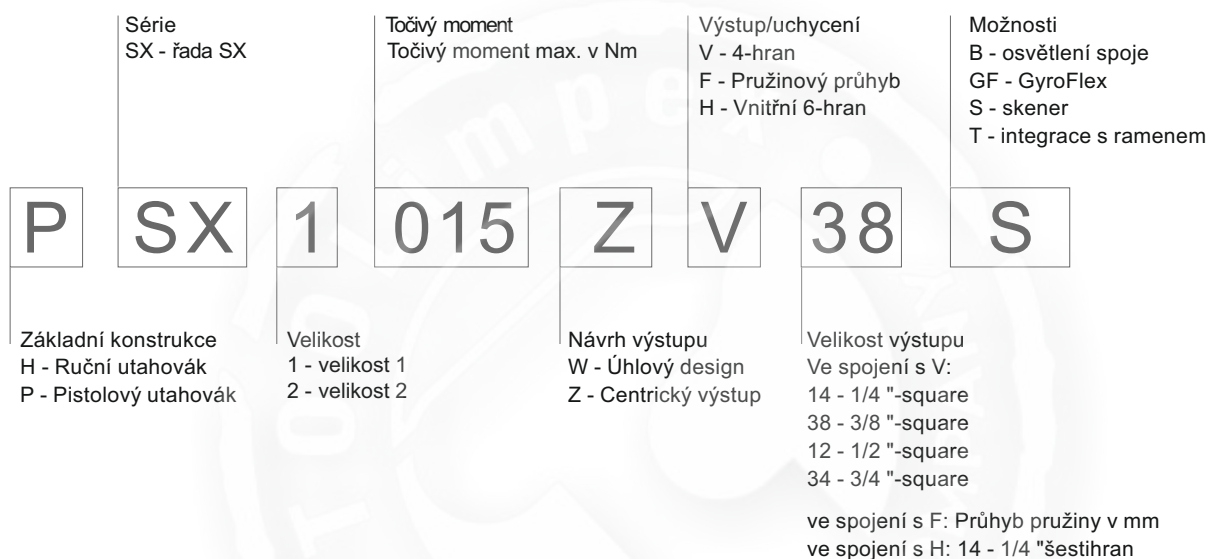 Série
SX - řada SX
Točivý moment
Točivý moment max. v Nm
Výstup/uchycení
V - 4-hran
F - Pružinový průhyb
H - Vnitřní 6-hran
Možnosti
B - osvětlení spoje
GF - GyroFlex
S - skener
T - integrace s ramenem
P SX 1 015 Z V 38 S
Základní konstrukce
H - Ruční utahovák
P - Pistolový utahovák
Velikost
1 - velikost 1
2 - velikost 2
Návrh výstupu
W - Úhlový design
Z - Centrický výstup
Velikost výstupu
Ve spojení s V:
14 - 1/4 "-square
38 - 3/8 "-square
12 - 1/2 "-square
34 - 3/4 "-square
ve spojení s F: Průhyb pružiny v mm
ve spojení s H: 14 - 1/4 "šestihran